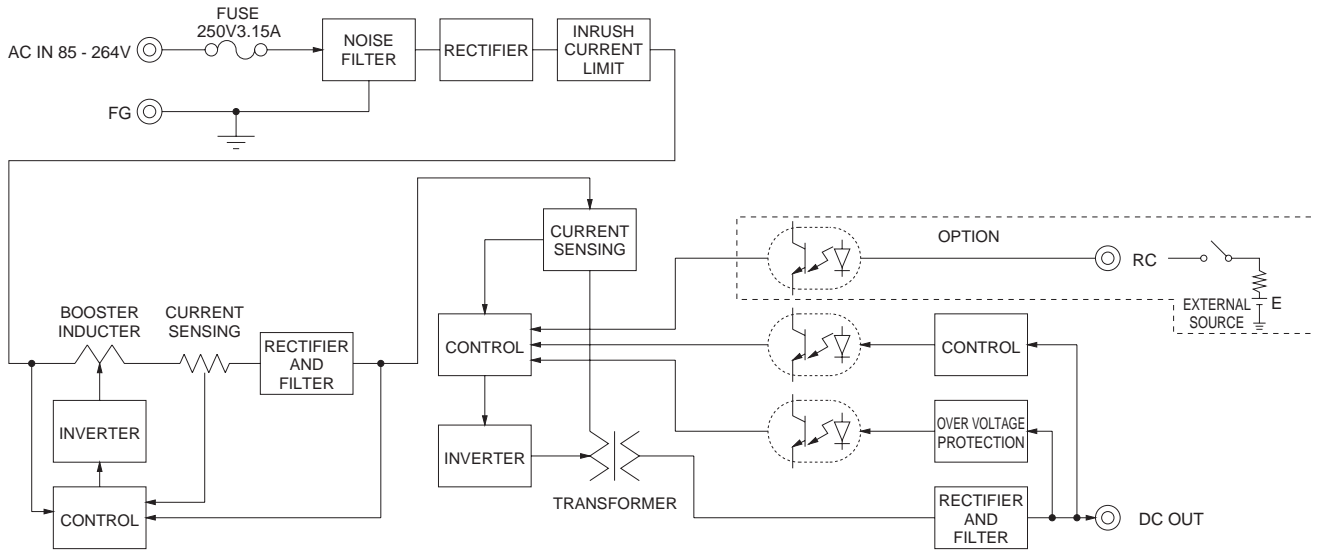 FUSE
250V3.15A
AC IN 85 - 264V
NOISE
FILTER
RECTIFIER
INRUSH
CURRENT
LIMIT
FG
CURRENT
SENSING
OPTION
RC
EXTERNAL
SOURCE
E
BOOSTER
INDUCTER
CURRENT
SENSING
RECTIFIER
AND
FILTER
CONTROL
CONTROL
INVERTER
INVERTER
OVER VOLTAGE
PROTECTION
TRANSFORMER
CONTROL
RECTIFIER
AND
FILTER
DC OUT